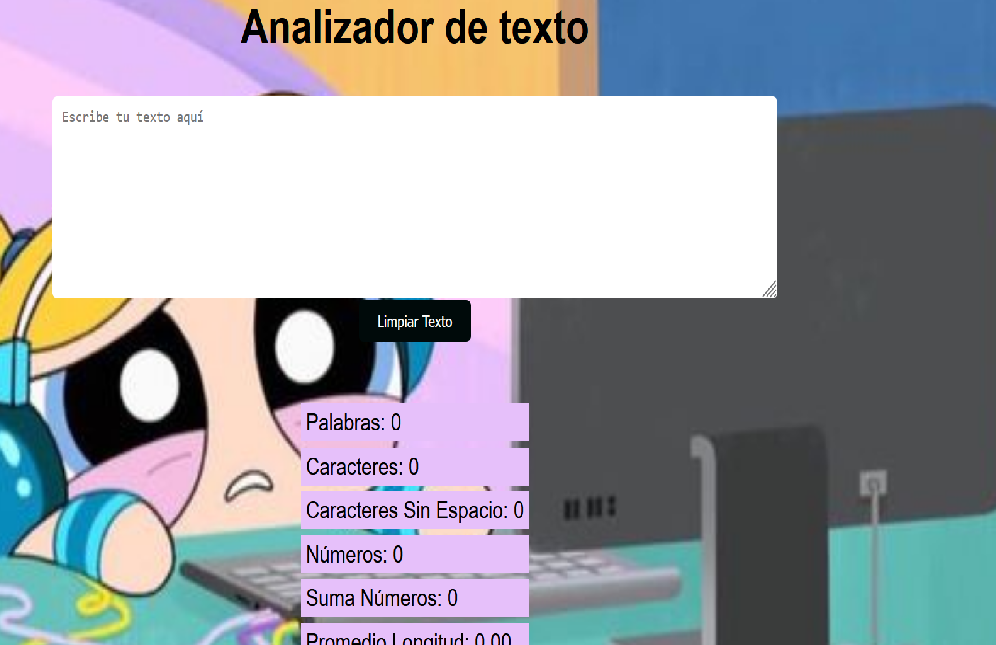 Analizador de texto
Escribe tu texto aquí
Limpiar Texto
Palabras: 0
Caracteres: 0
Caracteres Sin Espacio: 0
Números: 0
Suma Números: 0
Promedio Longitud: 0.00